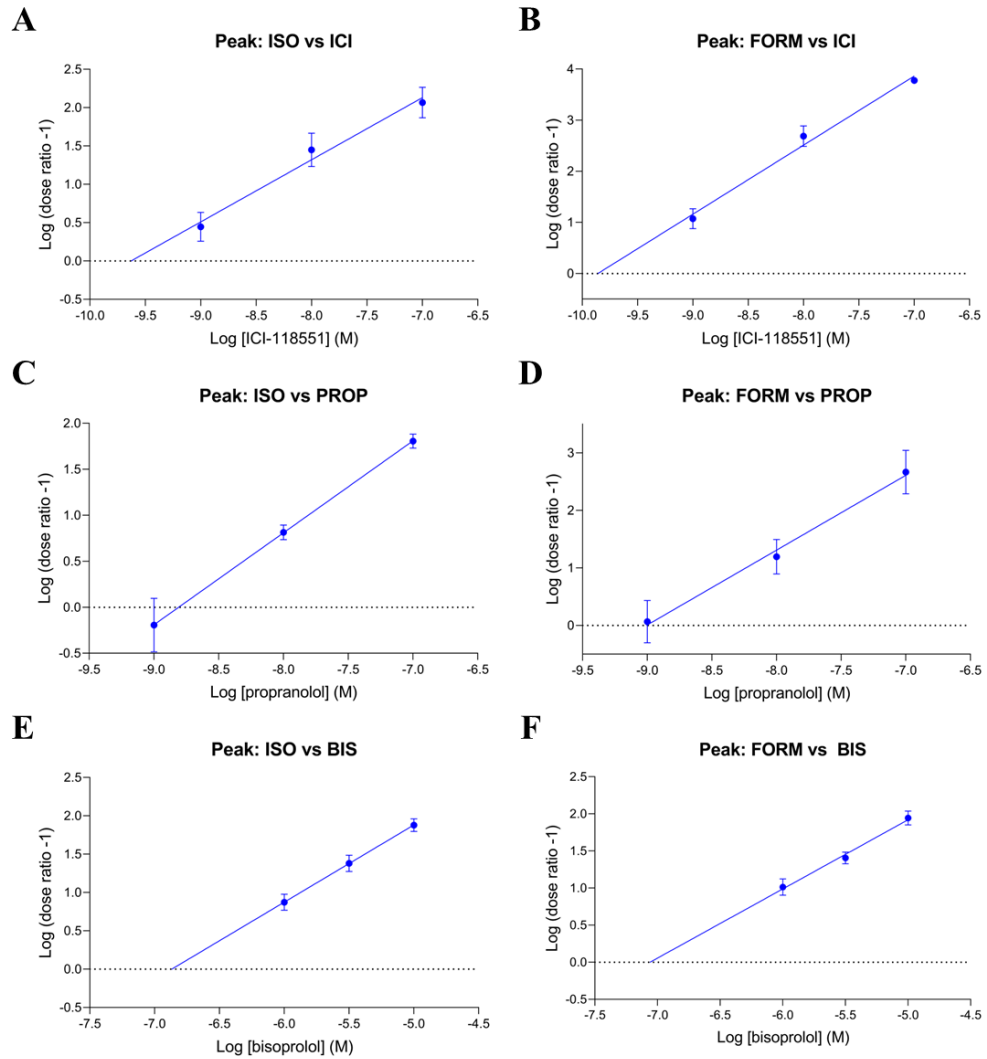 A
Peak: ISO vs ICI
2.5
2.0
1.5
1.0
0.5
0.0
-0.5
Log (dose ratio -1)
-10.0 -9.5 -9.0 -8.5 -8.0 -7.5 -7.0 -6.5
Log [ICI-118551] (M)
B
Peak: FORM vs ICI
4
3
2
1
0
Log (dose ratio -1)
-10.0 -9.5 -9.0 -8.5 -8.0 -7.5 -7.0 -6.5
Log [ICI-118551] (M)
C
Peak: ISO vs PROP
2.0
1.5
1.0
0.5
0.0
-0.5
Log (dose ratio -1)
-9.5 -9.0 -8.5 -8.0 -7.5 -7.0 -6.5
Log [propranolol] (M)
D
Peak: FORM vs PROP
3
2
1
0
Log (dose ratio -1)
-9.5 -9.0 -8.5 -8.0 -7.5 -7.0 -6.5
Log [propranolol] (M)
E
Peak: ISO vs BIS
2.5
2.0
1.5
1.0
0.5
0.0
-0.5
Log (dose ratio -1)
-7.5 -7.0 -6.5 -6.0 -5.5 -5.0 -4.5
Log [bisoprolol] (M)
F
Peak: FORM vs BIS
2.5
2.0
1.5
1.0
0.5
0.0
-0.5
Log (dose ratio -1)
-7.5 -7.0 -6.5 -6.0 -5.5 -5.0 -4.5
Log [bisoprolol] (M)